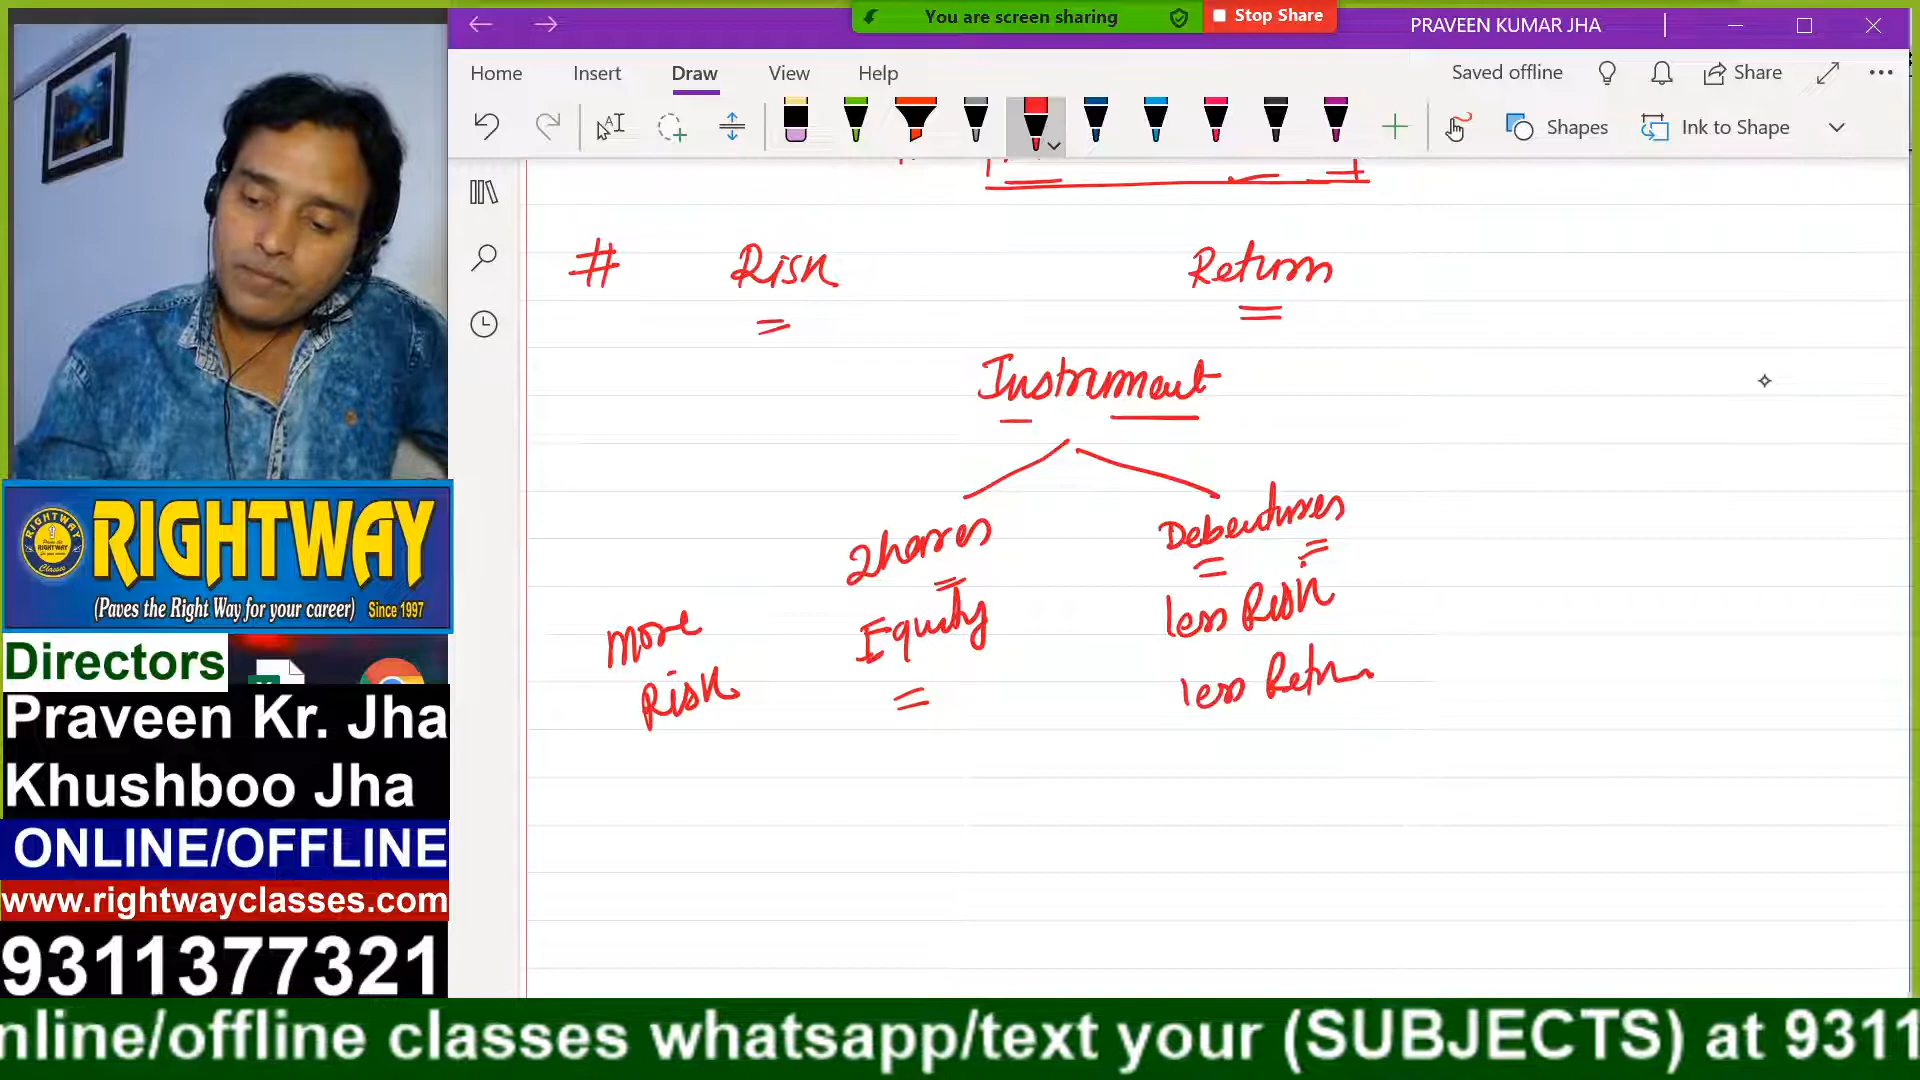 You are screen sharing
Stop Share
PRAVEEN KUMAR JHA
Home Insert Draw View Help
Saved offline
Share
Shapes
Ink to Shape
# Risk Return
Instrument
Shares Debentures
Equity less Risk
More Risk
less Retn.
RIGHTWAY
(Paves the Right Way for your career) Since 1997
RIGHTWAY
Classes
Directors
Praveen Kr. Jha
Khushboo Jha
ONLINE/OFFLINE
www.rightwayclasses.com
9311377321
nline/offline classes whatsapp/text your (SUBJECTS) at 9311